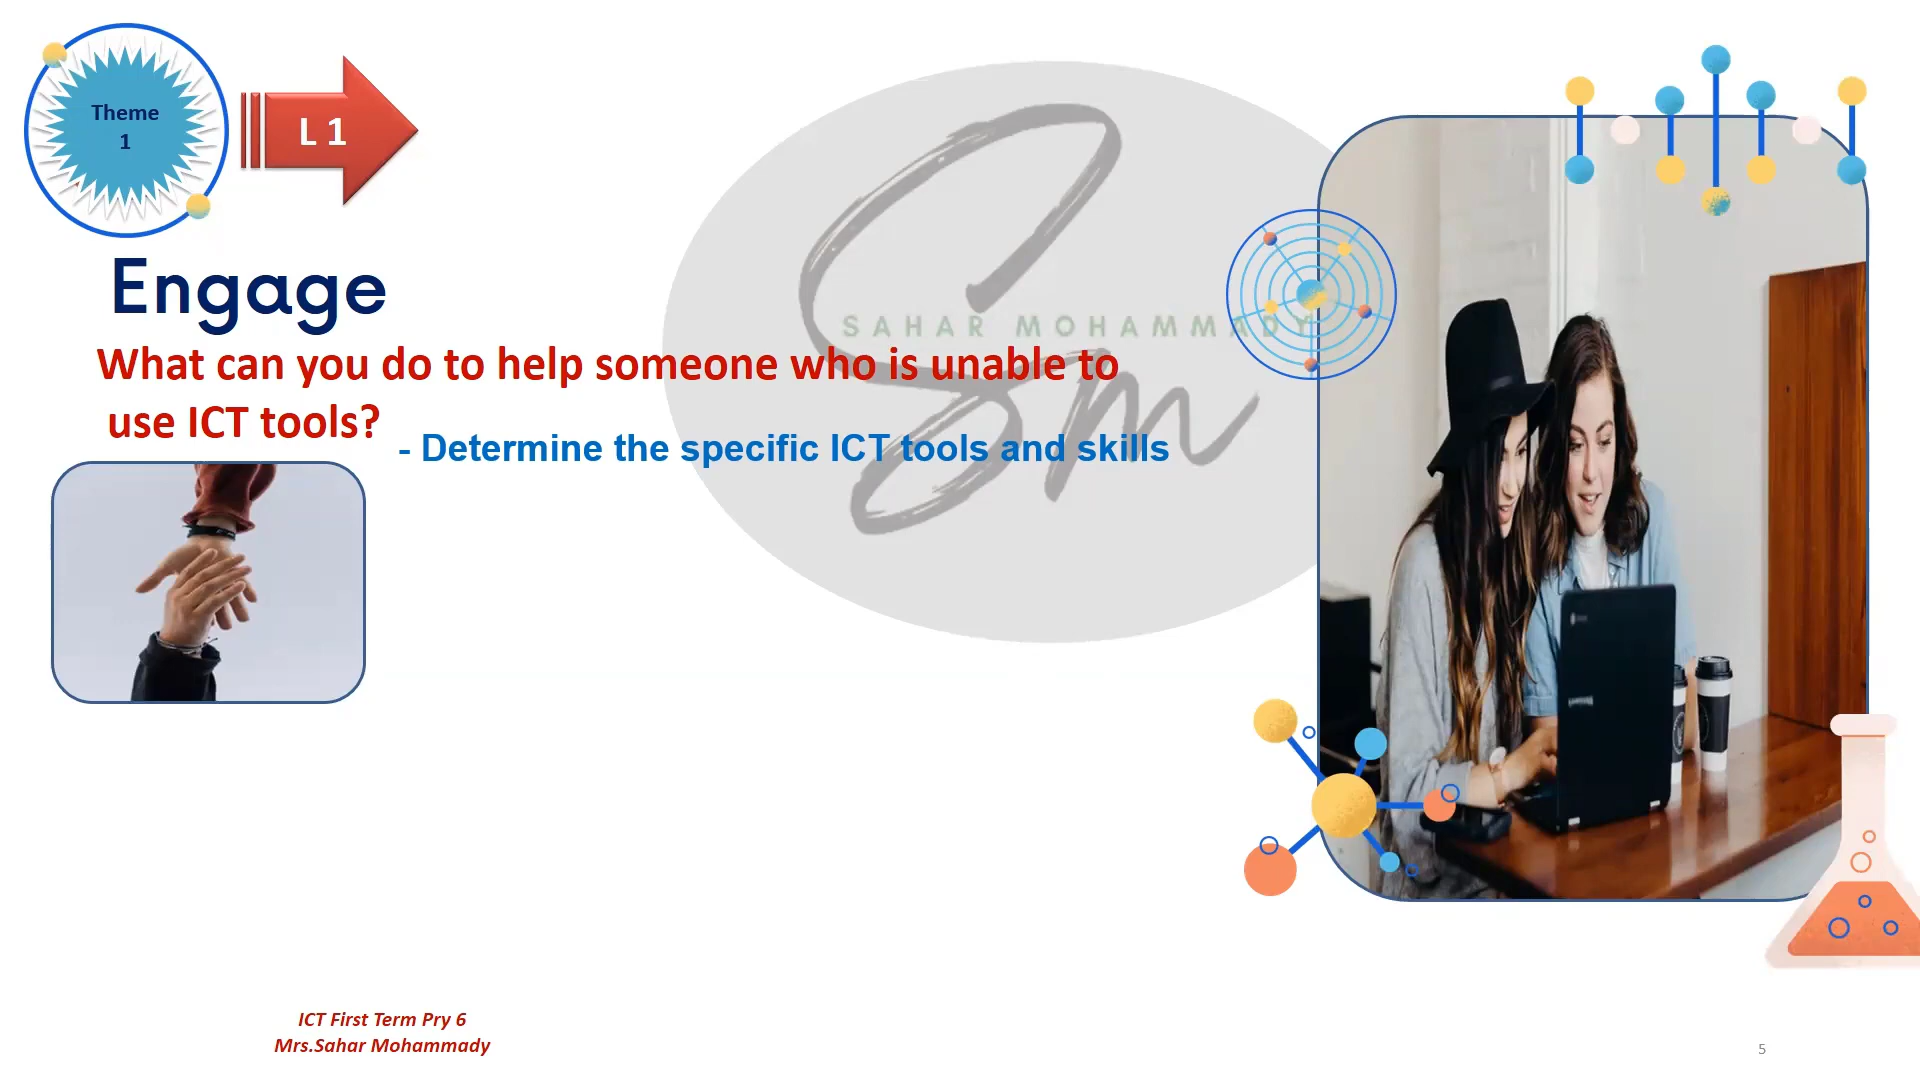 Theme
1
L 1
Engage
SAHAR MOHAMMADY
Sm
What can you do to help someone who is unable to
use ICT tools?
- Determine the specific ICT tools and skills
ICT First Term Pry 6
Mrs.Sahar Mohammady
5